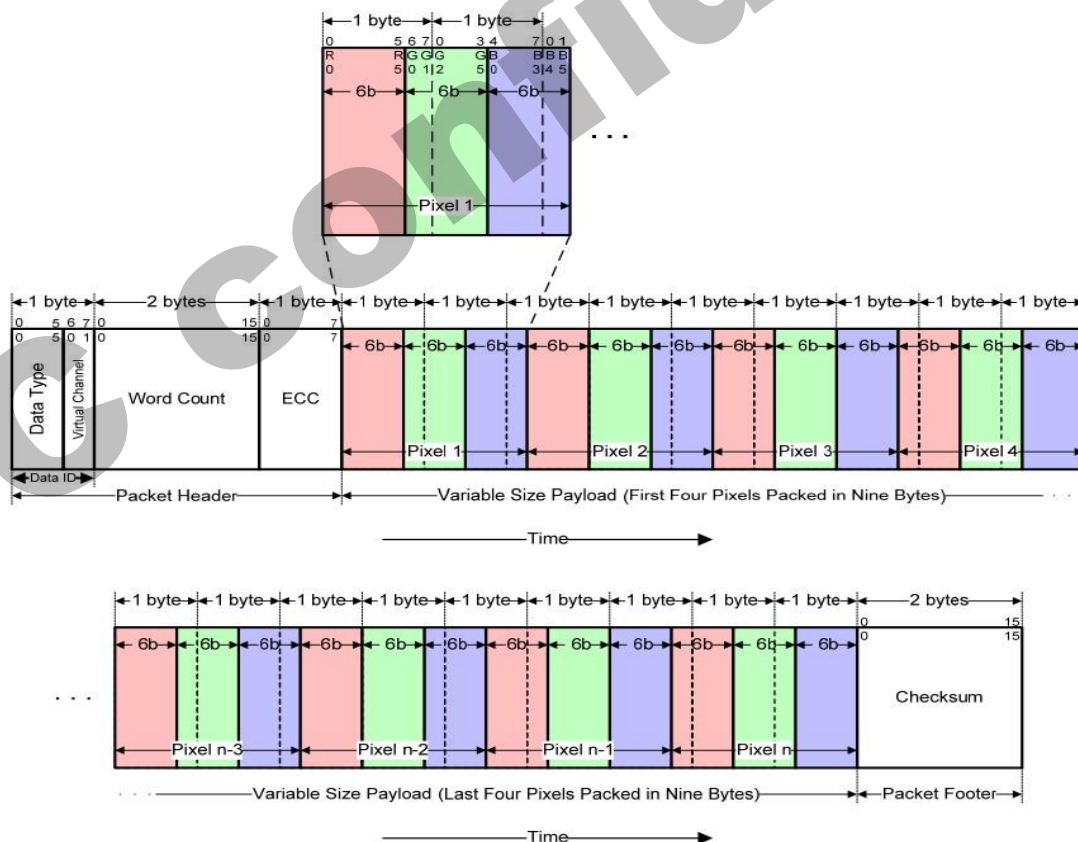 1 byte 1 byte
0 5 6 7 0 3 4 7 0 1
R R G G G G B B B B
0 5 0 1 2 5 0 3 4 5
6b 6b 6b
. . .
Pixel 1
1 byte 2 bytes 1 byte 1 byte 1 byte 1 byte 1 byte 1 byte 1 byte 1 byte 1 byte 1 byte
0 5 6 7 0 15 0 7
0 5 0 1 0 15 0 7
6b 6b 6b 6b 6b 6b 6b 6b 6b 6b 6b 6b
Data Type
Virtual Channel
Word Count
ECC
Pixel 1 Pixel 2 Pixel 3 Pixel 4
Data ID
Packet Header
Variable Size Payload (First Four Pixels Packed in Nine Bytes)
Time
1 byte 1 byte 1 byte 1 byte 1 byte 1 byte 1 byte 1 byte 1 byte 2 bytes
0 15
0 15
6b 6b 6b 6b 6b 6b 6b 6b 6b 6b 6b 6b
. . .
Checksum
Pixel n-3 Pixel n-2 Pixel n-1 Pixel n
Variable Size Payload (Last Four Pixels Packed in Nine Bytes)
Packet Footer
Time